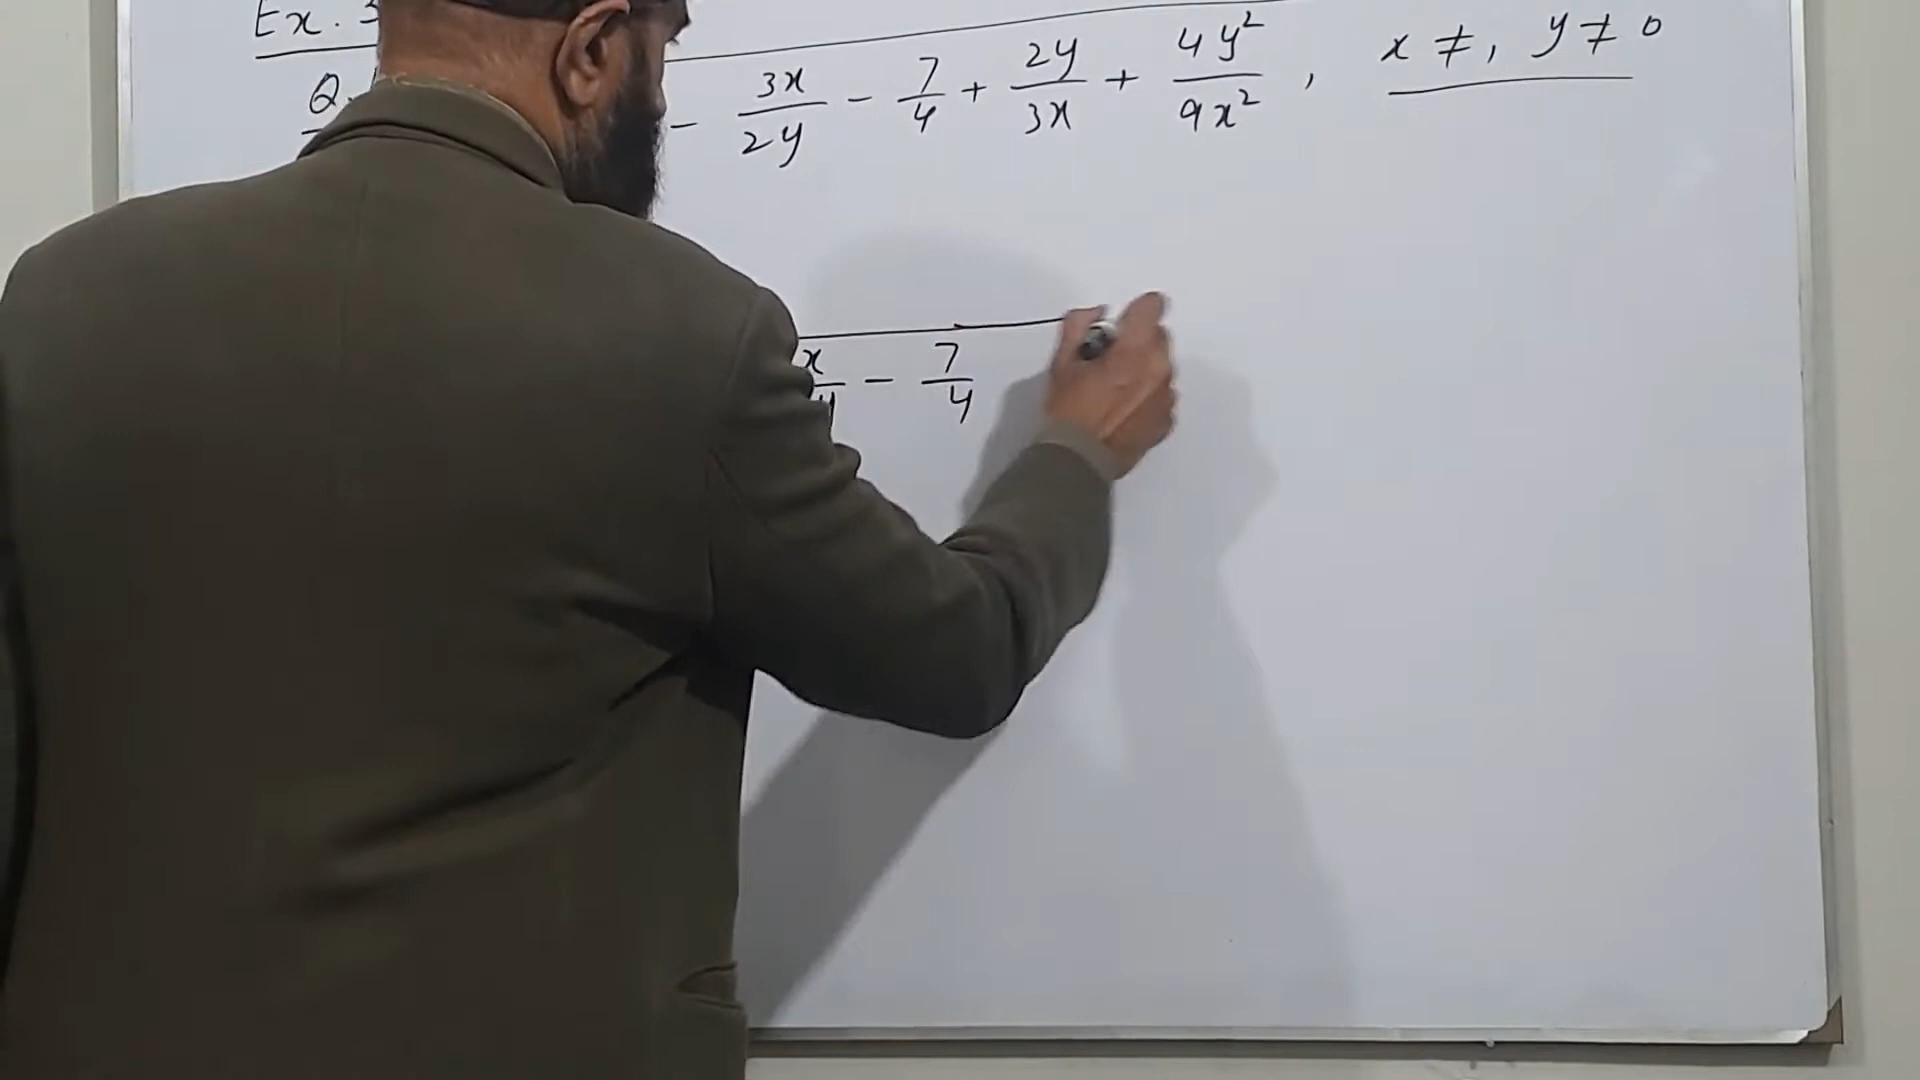 Ex. 3
Q. - 3x/2y - 7/4 + 2y/3x + 4y²/9x² , x ≠, y ≠ 0
x/y - 7/4